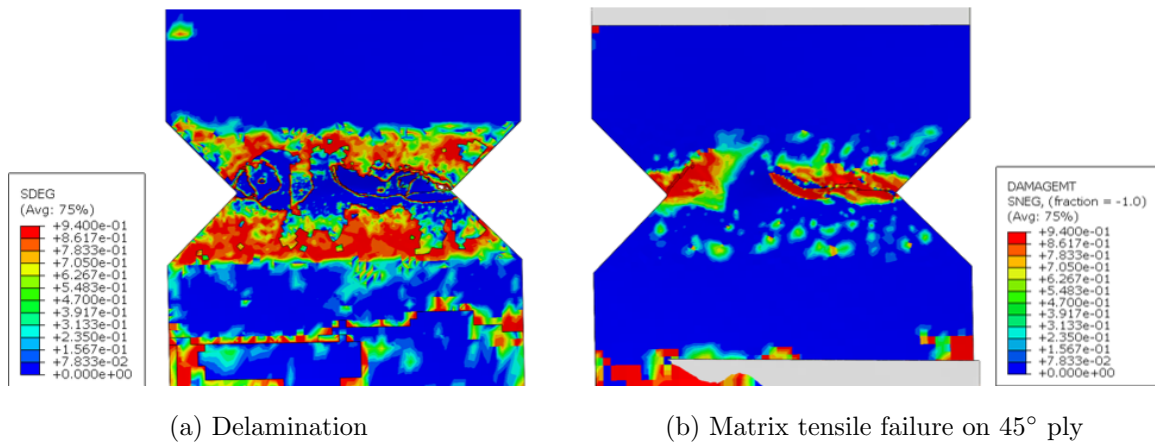 SDEG
(Avg: 75%)
+9.400e-01
+8.617e-01
+7.833e-01
+7.050e-01
+6.267e-01
+5.483e-01
+4.700e-01
+3.917e-01
+3.133e-01
+2.350e-01
+1.567e-01
+7.833e-02
+0.000e+00
DAMAGEMT
SNEG, (fraction = -1.0)
(Avg: 75%)
+9.400e-01
+8.617e-01
+7.833e-01
+7.050e-01
+6.267e-01
+5.483e-01
+4.700e-01
+3.917e-01
+3.133e-01
+2.350e-01
+1.567e-01
+7.833e-02
+0.000e+00
(a) Delamination
(b) Matrix tensile failure on 45° ply